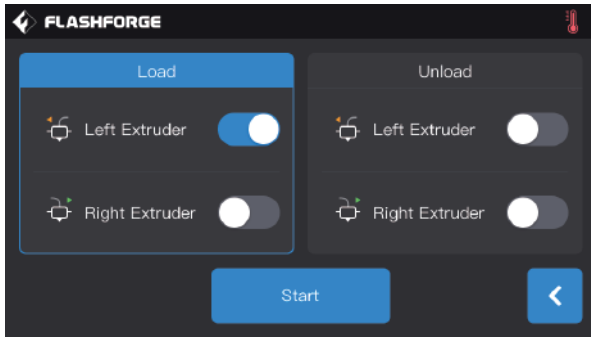 FLASHFORGE
Load
Left Extruder
Right Extruder
Unload
Left Extruder
Right Extruder
Start